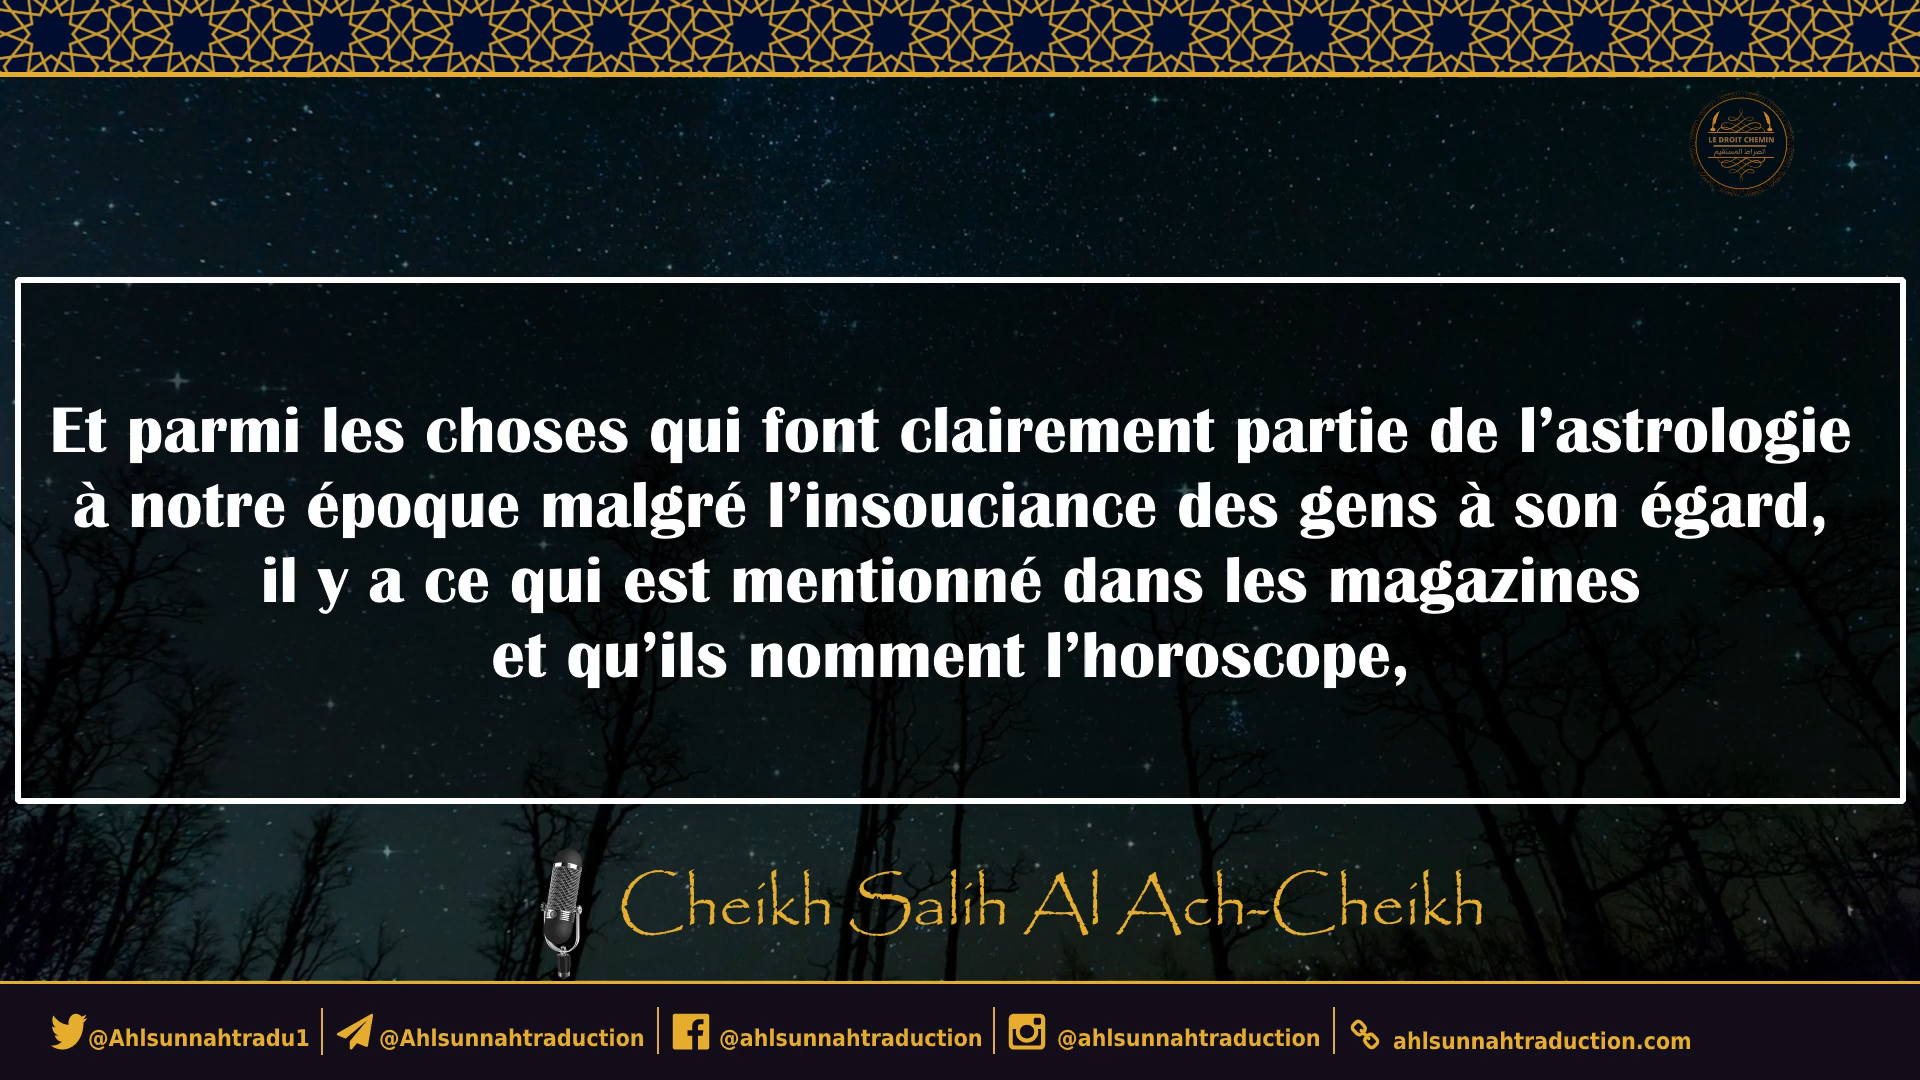 LE DROIT CHEMIN
الصراط المستقيم
Et parmi les choses qui font clairement partie de l’astrologie
à notre époque malgré l’insouciance des gens à son égard,
il y a ce qui est mentionné dans les magazines
et qu’ils nomment l’horoscope,
Cheikh Salih Al Ach-Cheikh
@Ahlsunnahtradu1 @Ahlsunnahtraduction @ahlsunnahtraduction @ahlsunnahtraduction ahlsunnahtraduction.com